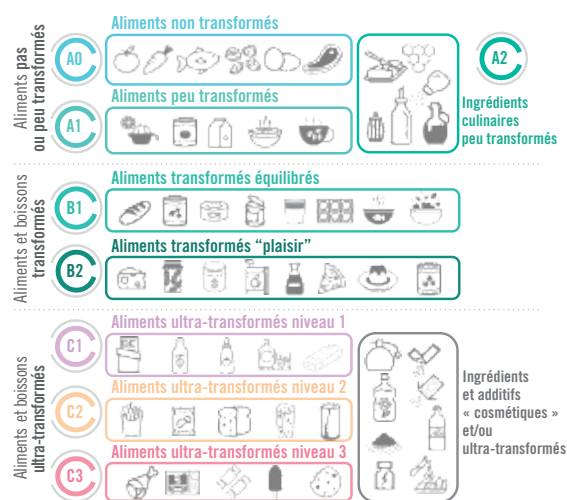 Aliments pas
ou peu transformés
A0
Aliments non transformés
A1
Aliments peu transformés
A2
Ingrédients
culinaires
peu transformés
Aliments et boissons
transformés
B1
Aliments transformés équilibrés
B2
Aliments transformés “plaisir”
Aliments et boissons
ultra-transformés
C1
Aliments ultra-transformés niveau 1
C2
Aliments ultra-transformés niveau 2
C3
Aliments ultra-transformés niveau 3
Ingrédients
et additifs
« cosmétiques »
et/ou
ultra-transformés